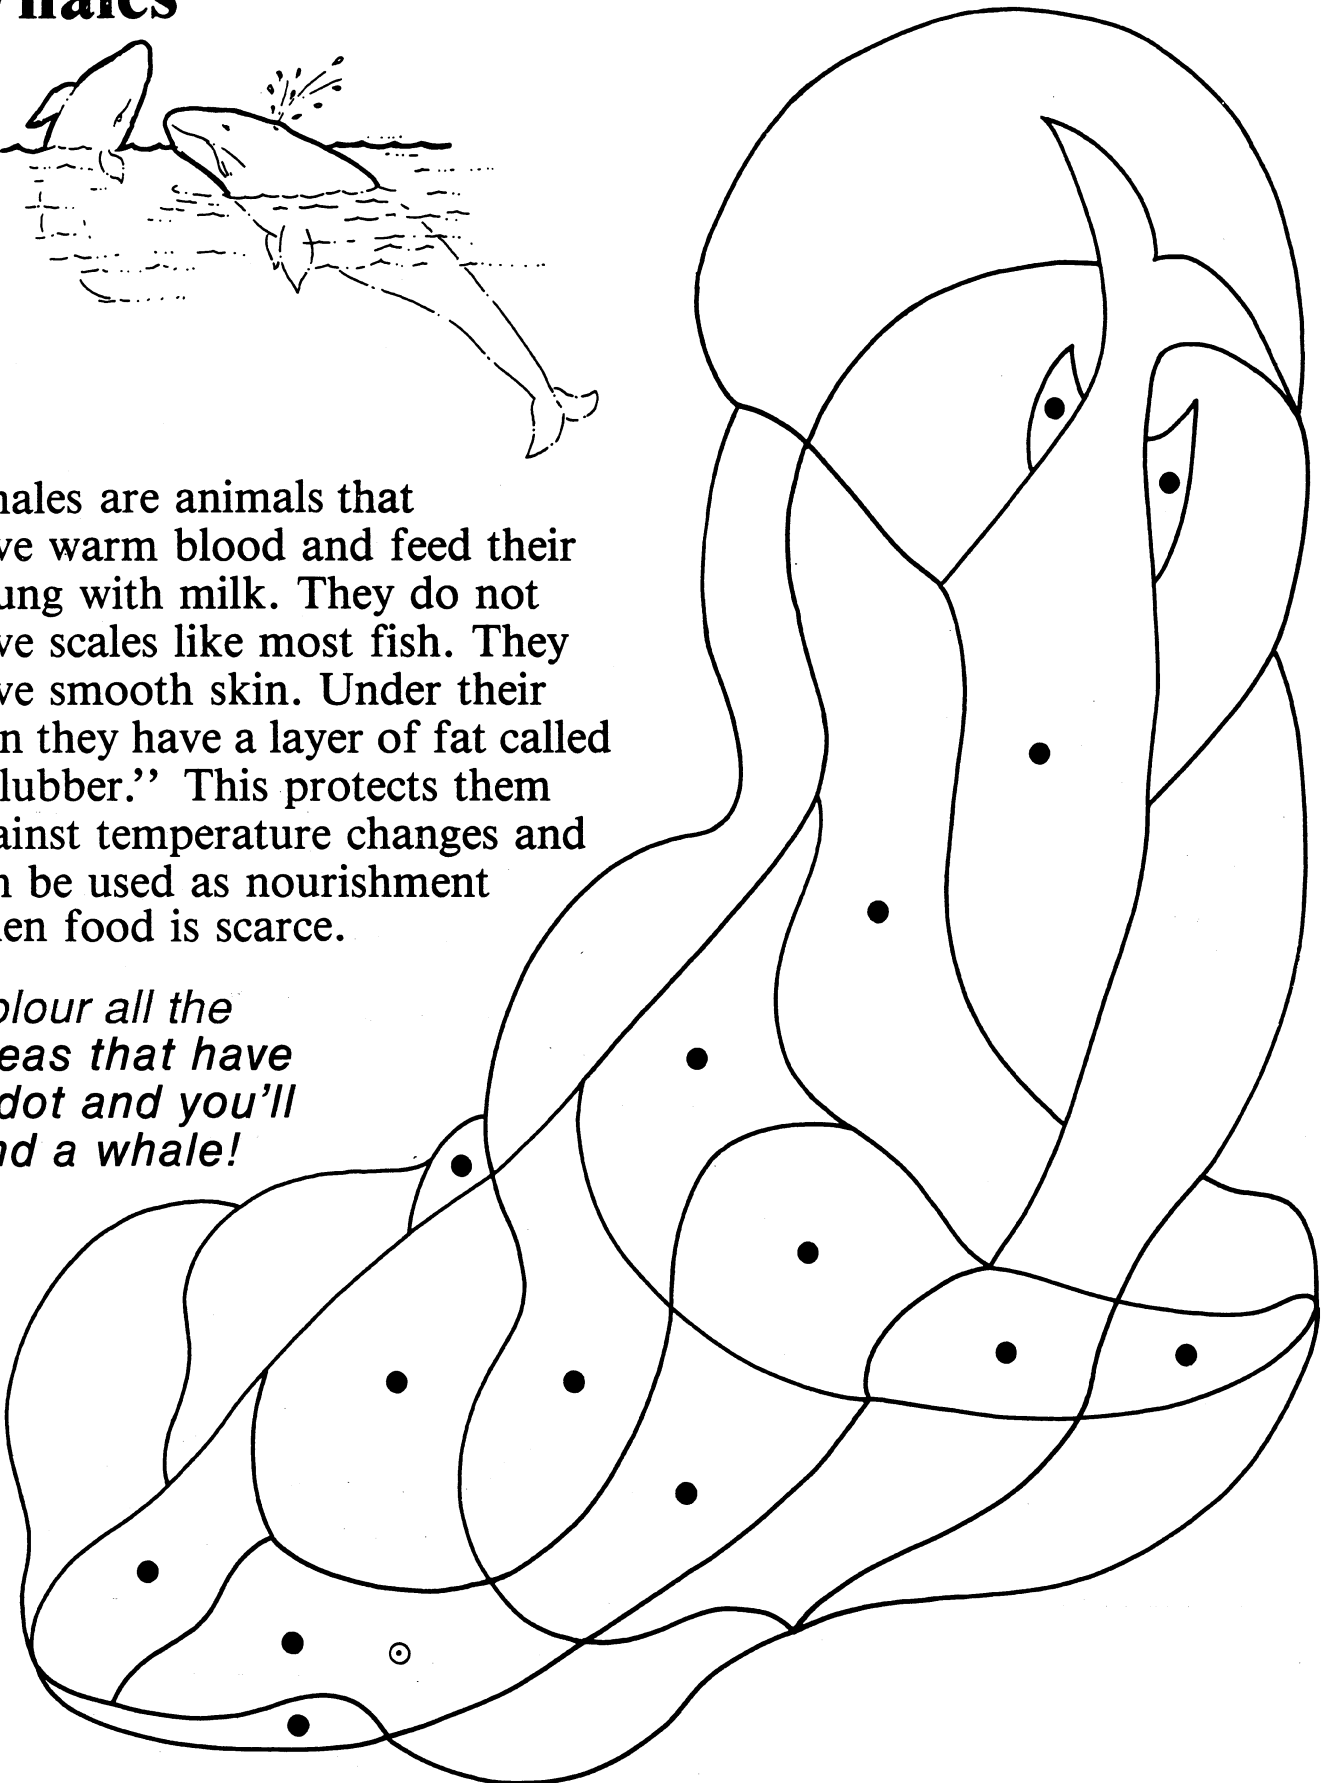 hales
hales are animals that
ve warm blood and feed their
ung with milk. They do not
ve scales like most fish. They
ve smooth skin. Under their
n they have a layer of fat called
lubber.” This protects them
ainst temperature changes and
n be used as nourishment
en food is scarce.
olour all the
eas that have
dot and you’ll
nd a whale!